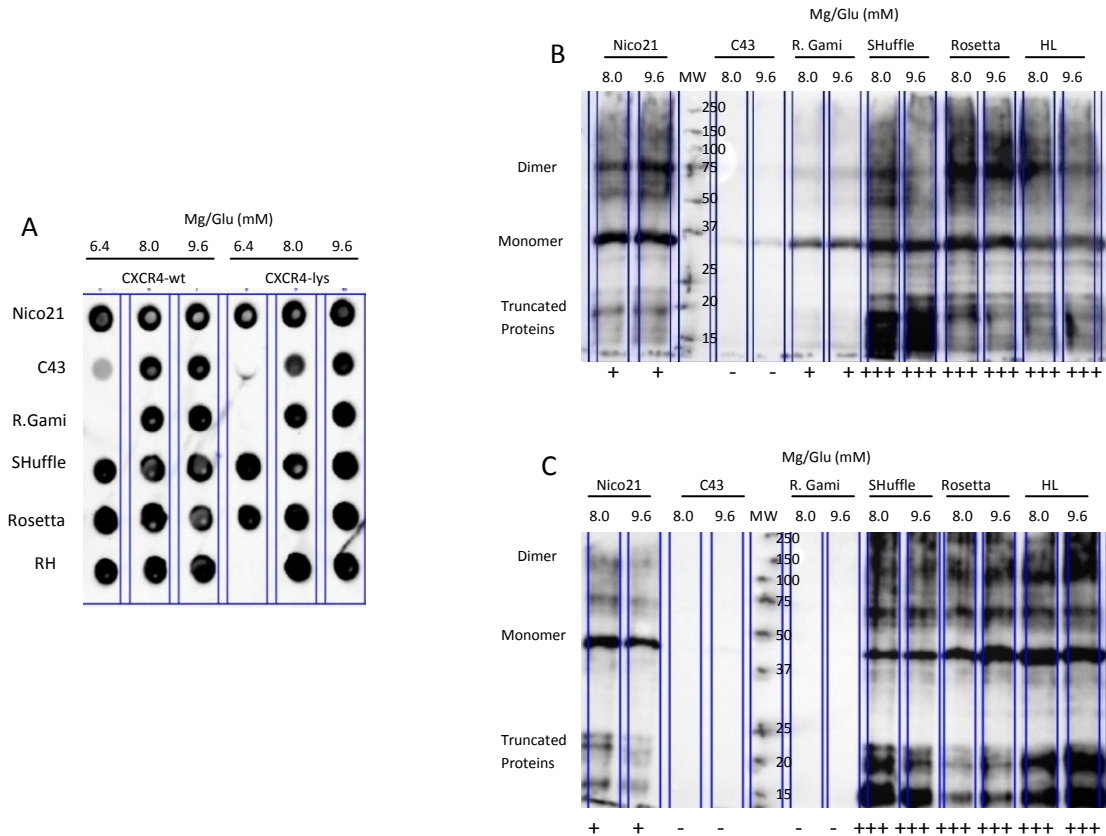 A
Mg/Glu (mM)
6.4 8.0 9.6 6.4 8.0 9.6
CXCR4-wt CXCR4-lys
Nico21
C43
R.Gami
SHuffle
Rosetta
RH
B
Mg/Glu (mM)
Nico21 C43 R. Gami SHuffle Rosetta HL
8.0 9.6 MW 8.0 9.6 8.0 9.6 8.0 9.6 8.0 9.6 8.0 9.6
250
150
100
Dimer 75
50
37
Monomer
25
20
Truncated
Proteins
15
+ + - - + + +++ +++ +++ +++ +++ +++
C
Mg/Glu (mM)
Nico21 C43 R. Gami SHuffle Rosetta HL
8.0 9.6 8.0 9.6 MW 8.0 9.6 8.0 9.6 8.0 9.6 8.0 9.6
250
Dimer 150
100
75
Monomer 50
37
25
Truncated
Proteins 20
15
+ + - - - - +++ +++ +++ +++ +++ +++